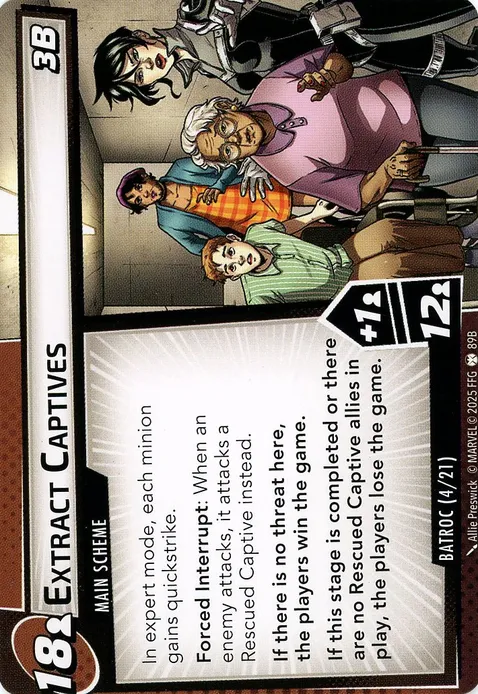 18
EXTRACT CAPTIVES
3B
MAIN SCHEME
In expert mode, each minion
gains quickstrike.
Forced Interrupt: When an
enemy attacks, it attacks a
Rescued Captive instead.
If there is no threat here,
the players win the game.
If this stage is completed or there
are no Rescued Captive allies in
play, the players lose the game.
+1
12
BATROC (4/21)
Allie Preswick © MARVEL © 2025 FFG 89B